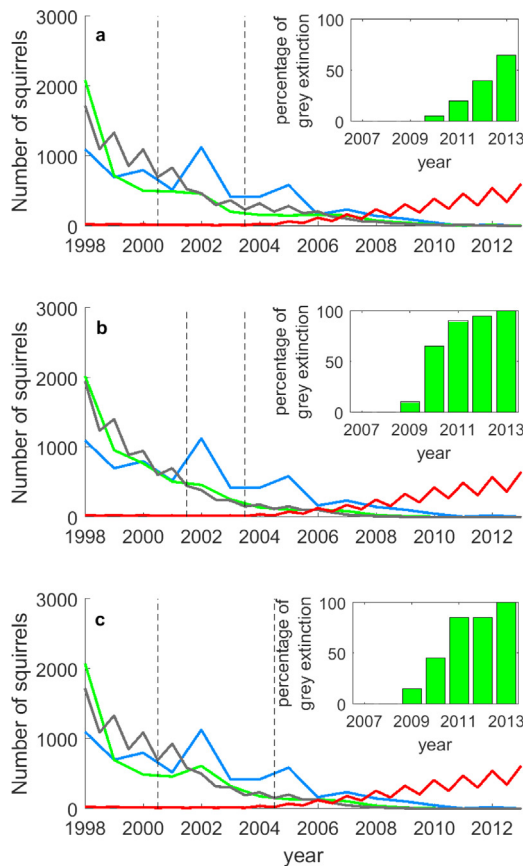 a
Number of squirrels
3000
2000
1000
0
1998 2000 2002 2004 2006 2008 2010 2012
percentage of
grey extinction
100
50
0
2007 2009 2011 2013
year
b
Number of squirrels
3000
2000
1000
0
1998 2000 2002 2004 2006 2008 2010 2012
percentage of
grey extinction
100
50
0
2007 2009 2011 2013
year
c
Number of squirrels
3000
2000
1000
0
1998 2000 2002 2004 2006 2008 2010 2012
year
percentage of
grey extinction
100
50
0
2007 2009 2011 2013
year